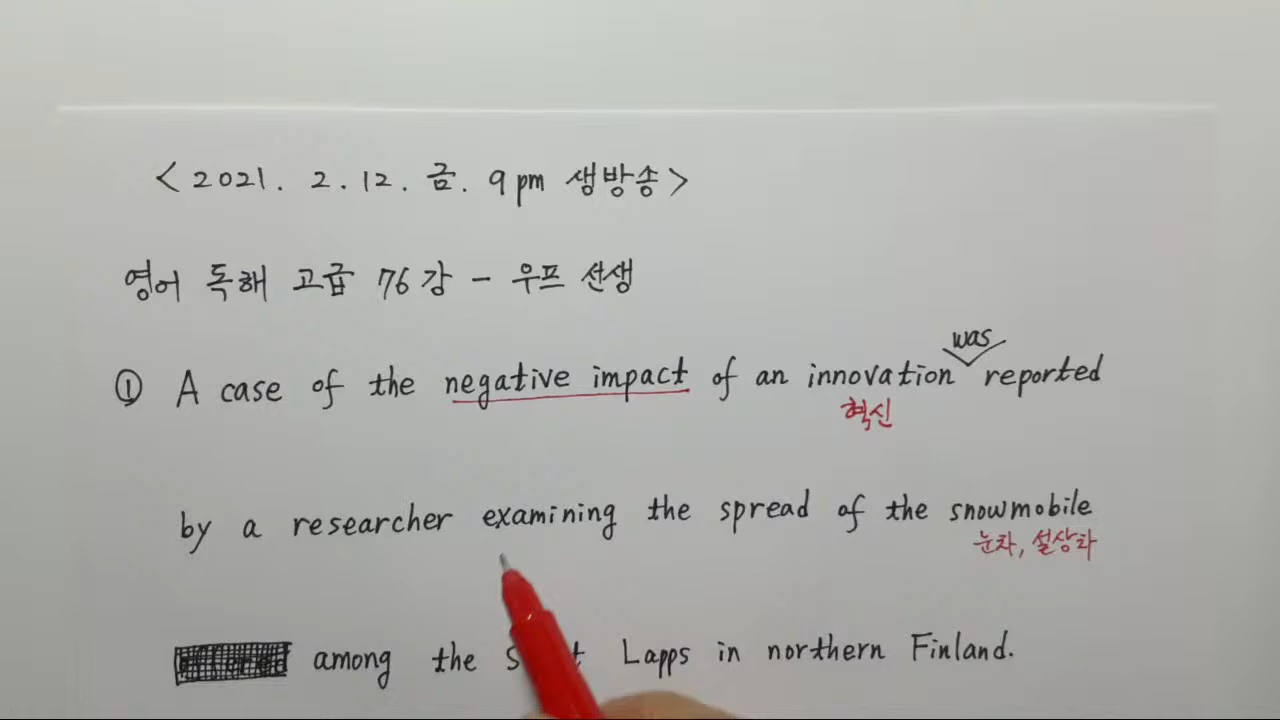 <2021. 2. 12. 금. 9pm 생방송>
영어 독해 고급 76강 - 우프 선생
was
① A case of the negative impact of an innovation reported
혁신
by a researcher examining the spread of the snowmobile
눈차, 설상차
among the Lapps in northern Finland.